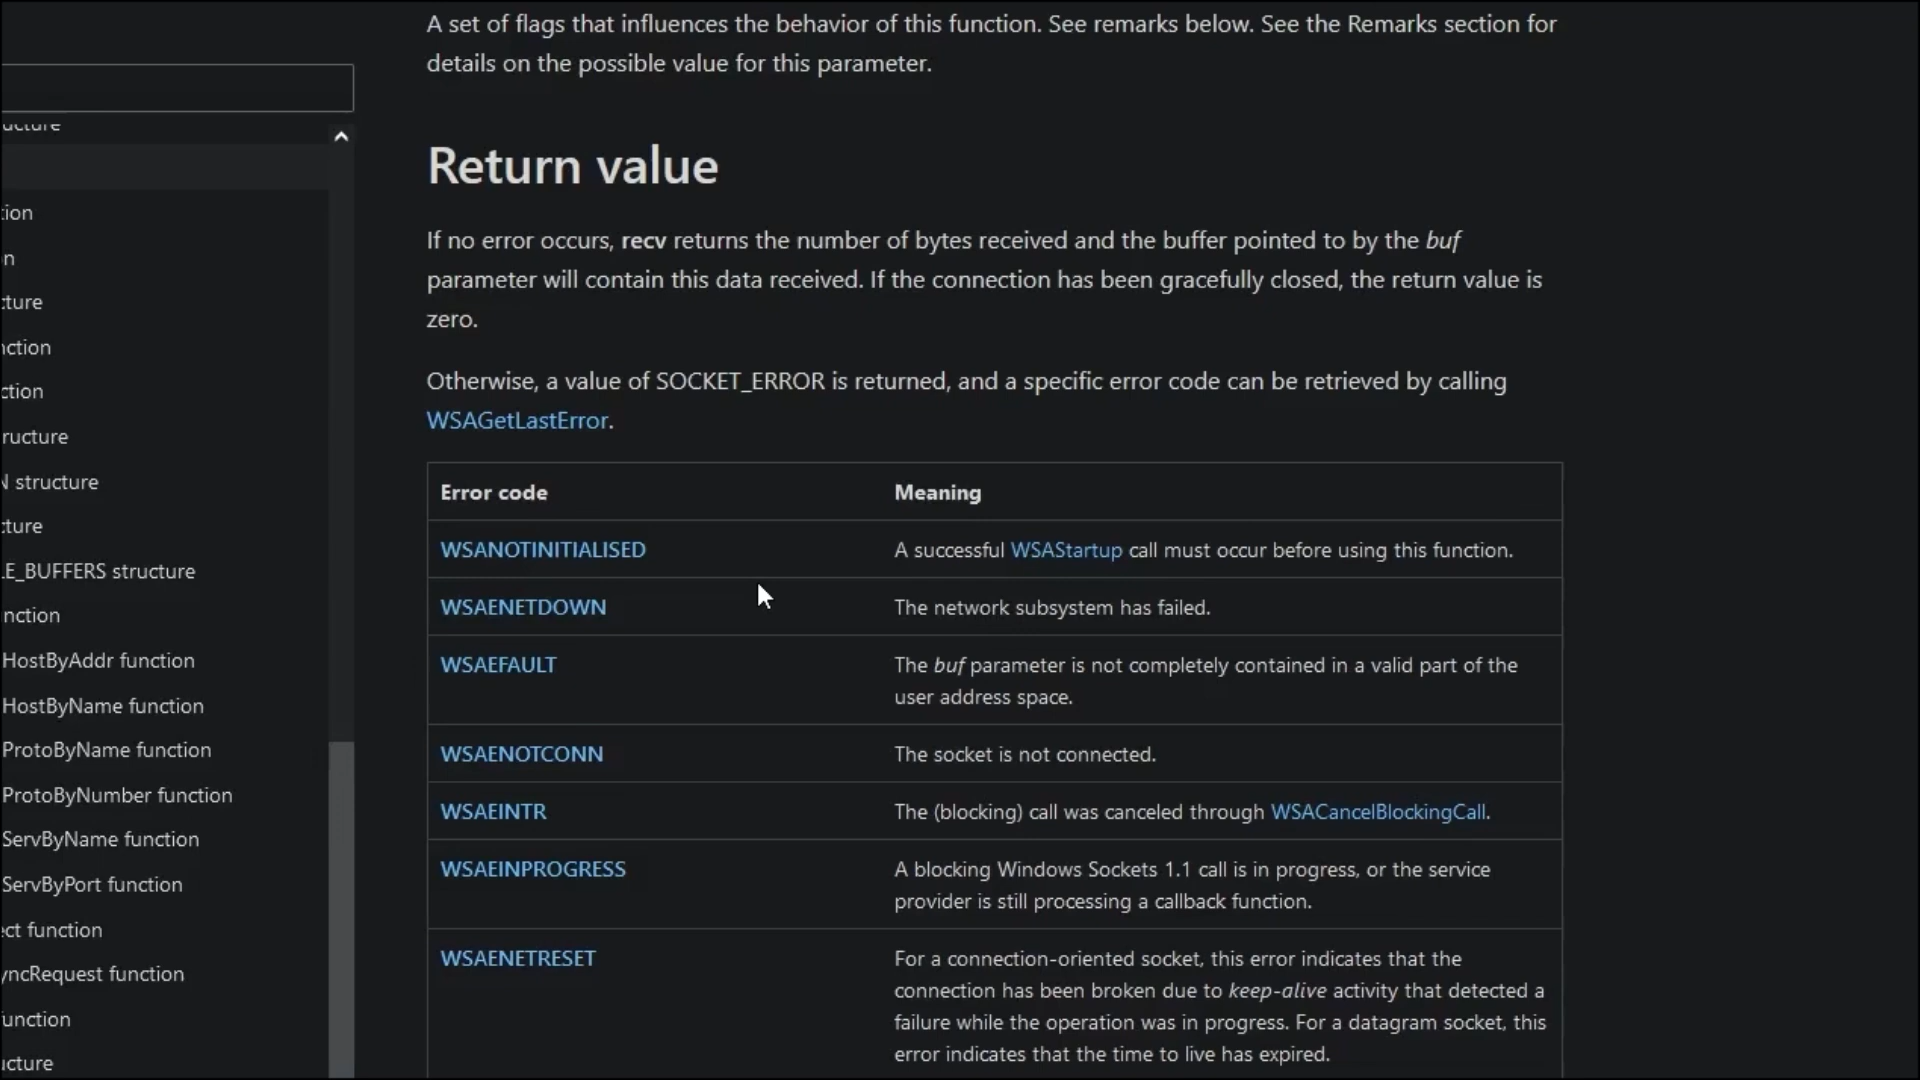 A set of flags that influences the behavior of this function. See remarks below. See the Remarks section for
details on the possible value for this parameter.
ucture
tion
n
cture
nction
ction
ructure
N structure
cture
LE_BUFFERS structure
nction
HostByAddr function
HostByName function
ProtoByName function
ProtoByNumber function
ServByName function
ServByPort function
ect function
yncRequest function
function
ucture
Return value
If no error occurs, recv returns the number of bytes received and the buffer pointed to by the buf
parameter will contain this data received. If the connection has been gracefully closed, the return value is
zero.
Otherwise, a value of SOCKET_ERROR is returned, and a specific error code can be retrieved by calling
WSAGetLastError.
Error code Meaning
WSANOTINITIALISED A successful WSAStartup call must occur before using this function.
WSAENETDOWN The network subsystem has failed.
WSAEFAULT The buf parameter is not completely contained in a valid part of the
user address space.
WSAENOTCONN The socket is not connected.
WSAEINTR The (blocking) call was canceled through WSACancelBlockingCall.
WSAEINPROGRESS A blocking Windows Sockets 1.1 call is in progress, or the service
provider is still processing a callback function.
WSAENETRESET For a connection-oriented socket, this error indicates that the
connection has been broken due to keep-alive activity that detected a
failure while the operation was in progress. For a datagram socket, this
error indicates that the time to live has expired.